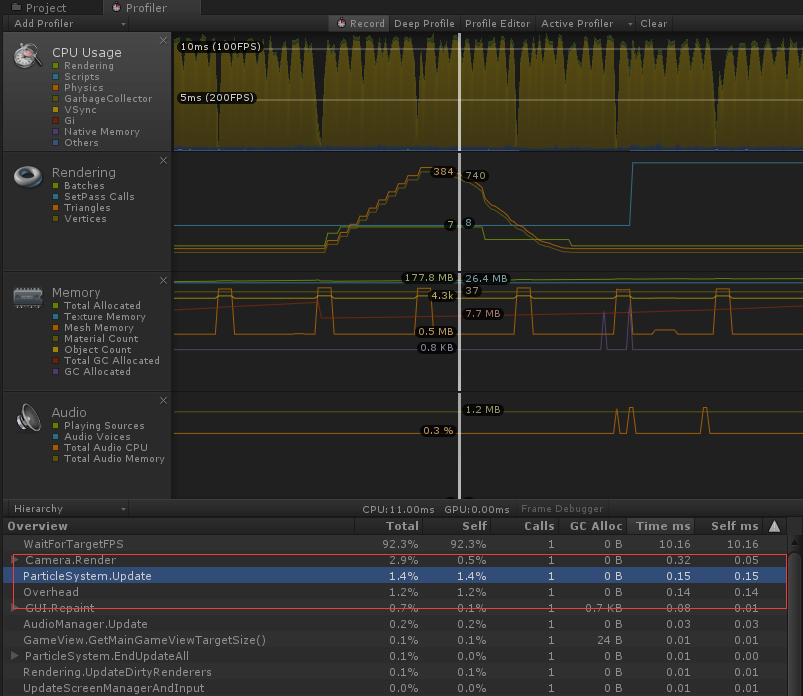 Project Profiler
Add Profiler Record Deep Profile Profile Editor Active Profiler Clear
CPU Usage
Rendering
Scripts
Physics
GarbageCollector
VSync
Gi
Native Memory
Others
10ms (100FPS)
5ms (200FPS)
Rendering
Batches
SetPass Calls
Triangles
Vertices
384 740
7 8
Memory
Total Allocated
Texture Memory
Mesh Memory
Material Count
Object Count
Total GC Allocated
GC Allocated
177.8 MB 26.4 MB
4.3k 37
7.7 MB
0.5 MB
0.8 KB
Audio
Playing Sources
Audio Voices
Total Audio CPU
Total Audio Memory
1.2 MB
0.3 %
Hierarchy CPU:11.00ms GPU:0.00ms Frame Debugger
Overview Total Self Calls GC Alloc Time ms Self ms
WaitForTargetFPS 92.3% 92.3% 1 0 B 10.16 10.16
Camera.Render 2.9% 0.5% 1 0 B 0.32 0.05
ParticleSystem.Update 1.4% 1.4% 1 0 B 0.15 0.15
Overhead 1.2% 1.2% 1 0 B 0.14 0.14
GUI.Repaint 0.7% 0.1% 1 0.7 KB 0.08 0.01
AudioManager.Update 0.2% 0.2% 1 0 B 0.03 0.03
GameView.GetMainGameViewTargetSize() 0.1% 0.1% 1 24 B 0.01 0.01
ParticleSystem.EndUpdateAll 0.1% 0.0% 1 0 B 0.01 0.00
Rendering.UpdateDirtyRenderers 0.1% 0.1% 1 0 B 0.01 0.01
UpdateScreenManagerAndInput 0.0% 0.0% 1 0 B 0.01 0.01